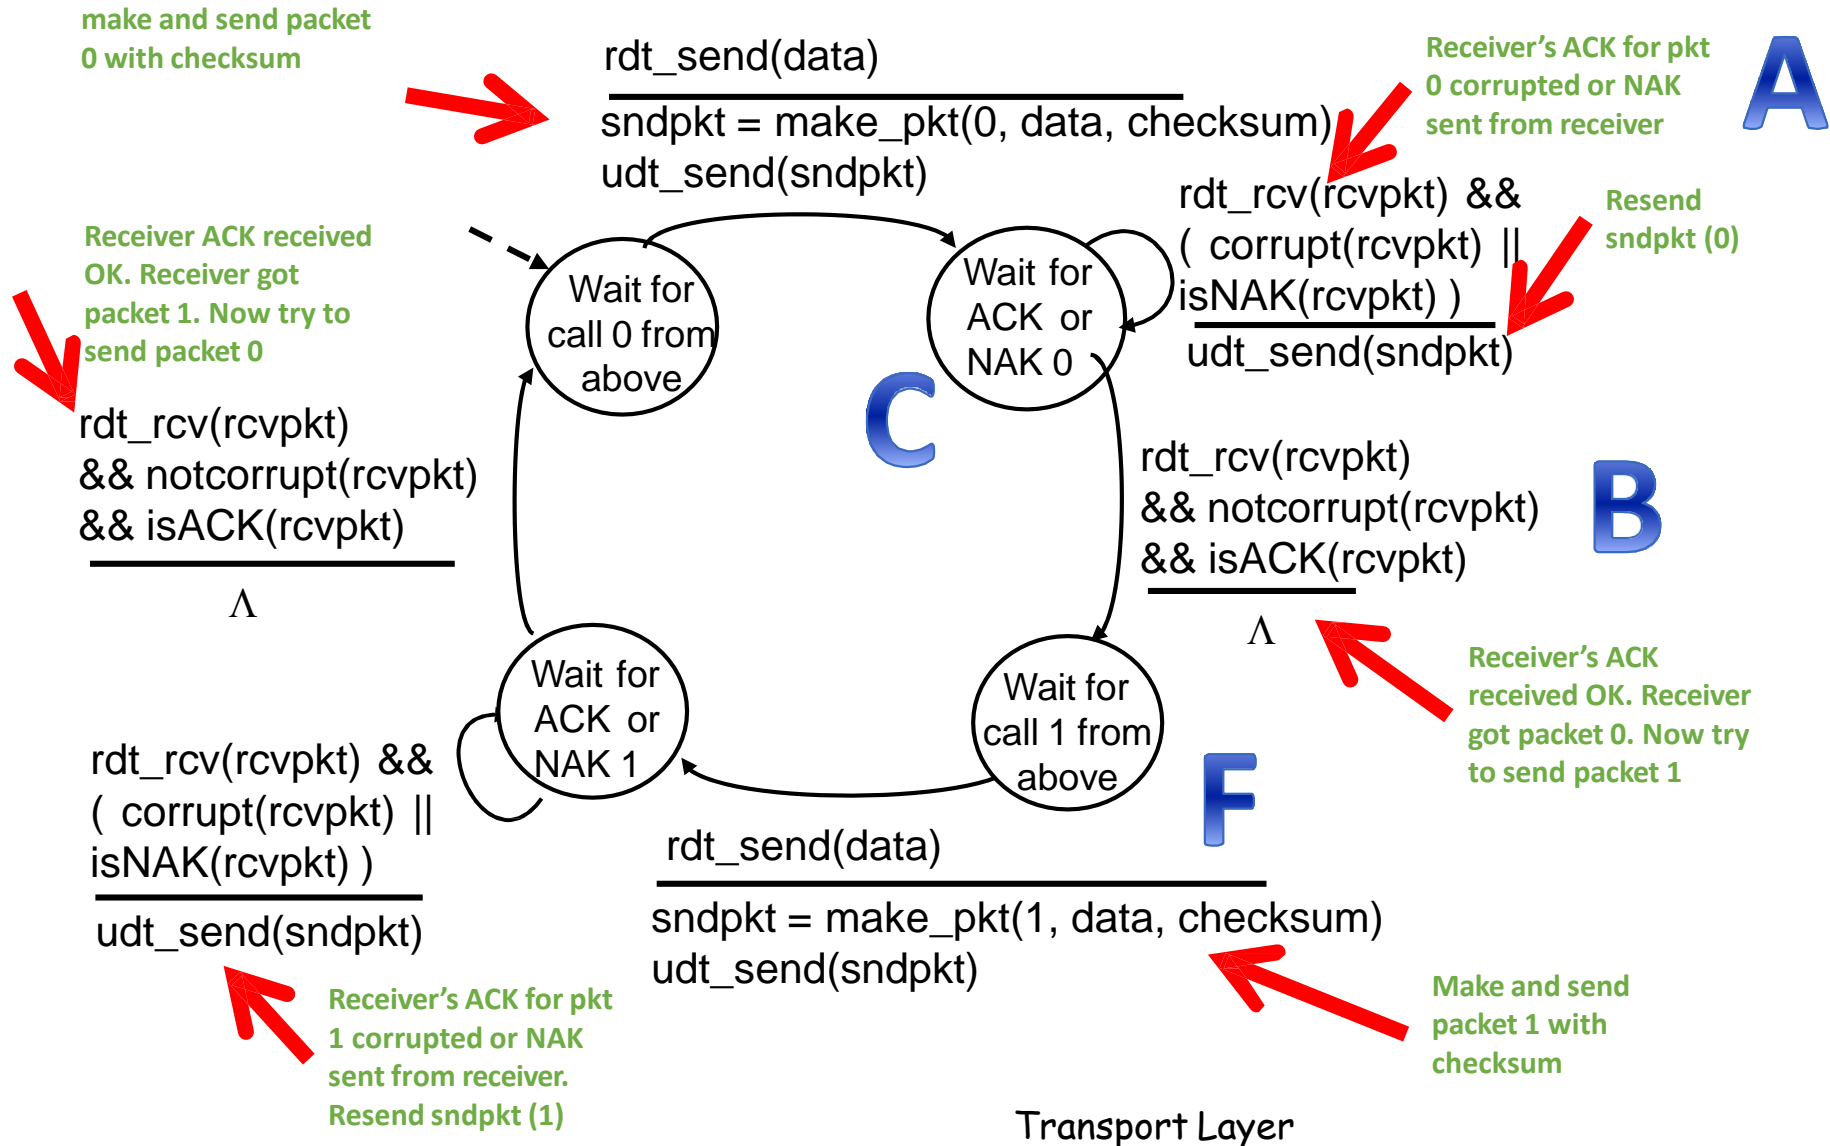 make and send packet
0 with checksum
rdt_send(data)
sndpkt = make_pkt(0, data, checksum)
udt_send(sndpkt)
Receiver's ACK for pkt
0 corrupted or NAK
sent from receiver
A
rdt_rcv(rcvpkt) &&
( corrupt(rcvpkt) ||
isNAK(rcvpkt) )
udt_send(sndpkt)
Resend
sndpkt (0)
Receiver ACK received
OK. Receiver got
packet 1. Now try to
send packet 0
Wait for
call 0 from
above
Wait for
ACK or
NAK 0
C
rdt_rcv(rcvpkt)
&& notcorrupt(rcvpkt)
&& isACK(rcvpkt)
Λ
rdt_rcv(rcvpkt)
&& notcorrupt(rcvpkt)
&& isACK(rcvpkt)
Λ
B
Receiver's ACK
received OK. Receiver
got packet 0. Now try
to send packet 1
Wait for
ACK or
NAK 1
Wait for
call 1 from
above
F
rdt_rcv(rcvpkt) &&
( corrupt(rcvpkt) ||
isNAK(rcvpkt) )
udt_send(sndpkt)
rdt_send(data)
sndpkt = make_pkt(1, data, checksum)
udt_send(sndpkt)
Receiver's ACK for pkt
1 corrupted or NAK
sent from receiver.
Resend sndpkt (1)
Make and send
packet 1 with
checksum
Transport Layer